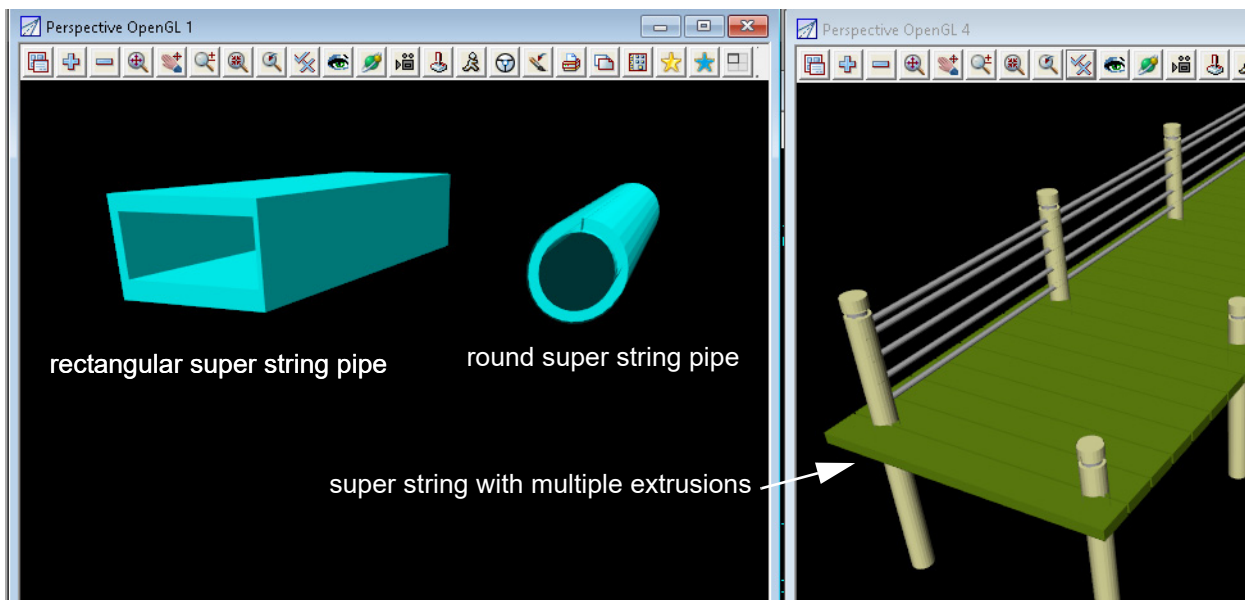 Perspective OpenGL 1
Perspective OpenGL 4
rectangular super string pipe
round super string pipe
super string with multiple extrusions